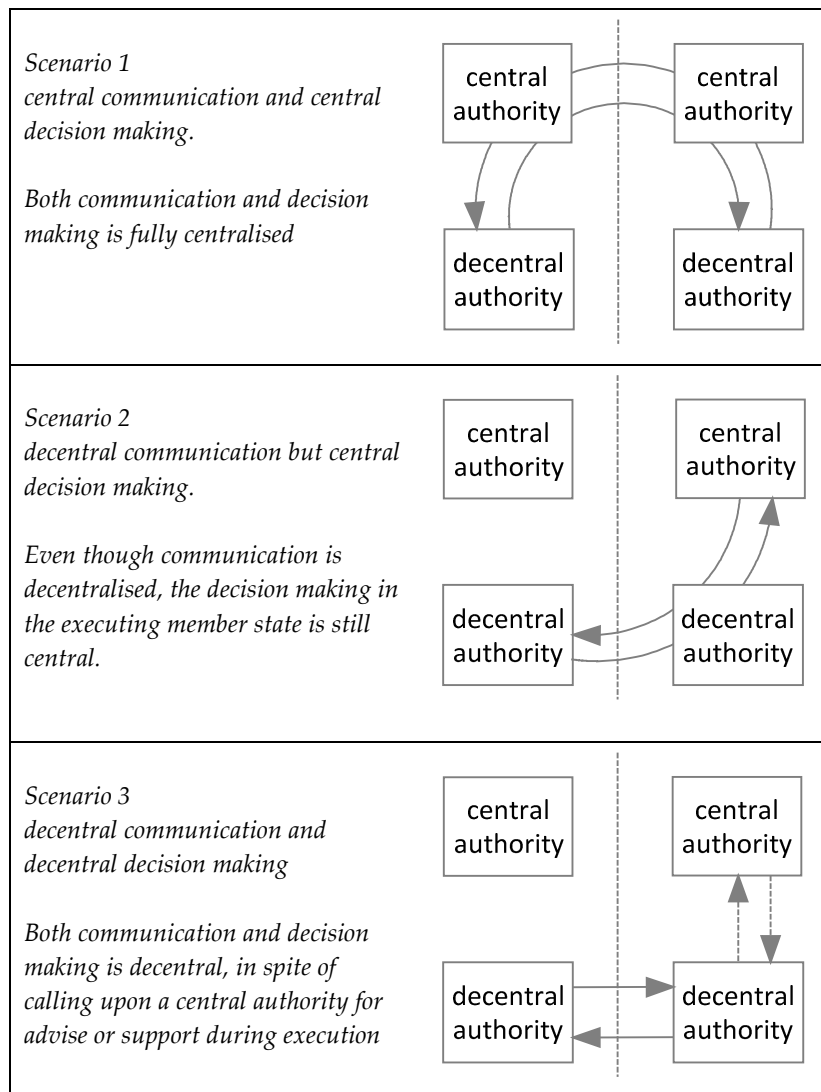 Scenario 1
central communication and central
decision making.
Both communication and decision
making is fully centralised
central
authority
central
authority
decentral
authority
decentral
authority
Scenario 2
decentral communication but central
decision making.
Even though communication is
decentralised, the decision making in
the executing member state is still
central.
central
authority
central
authority
decentral
authority
decentral
authority
Scenario 3
decentral communication and
decentral decision making
Both communication and decision
making is decentral, in spite of
calling upon a central authority for
advise or support during execution
central
authority
central
authority
decentral
authority
decentral
authority